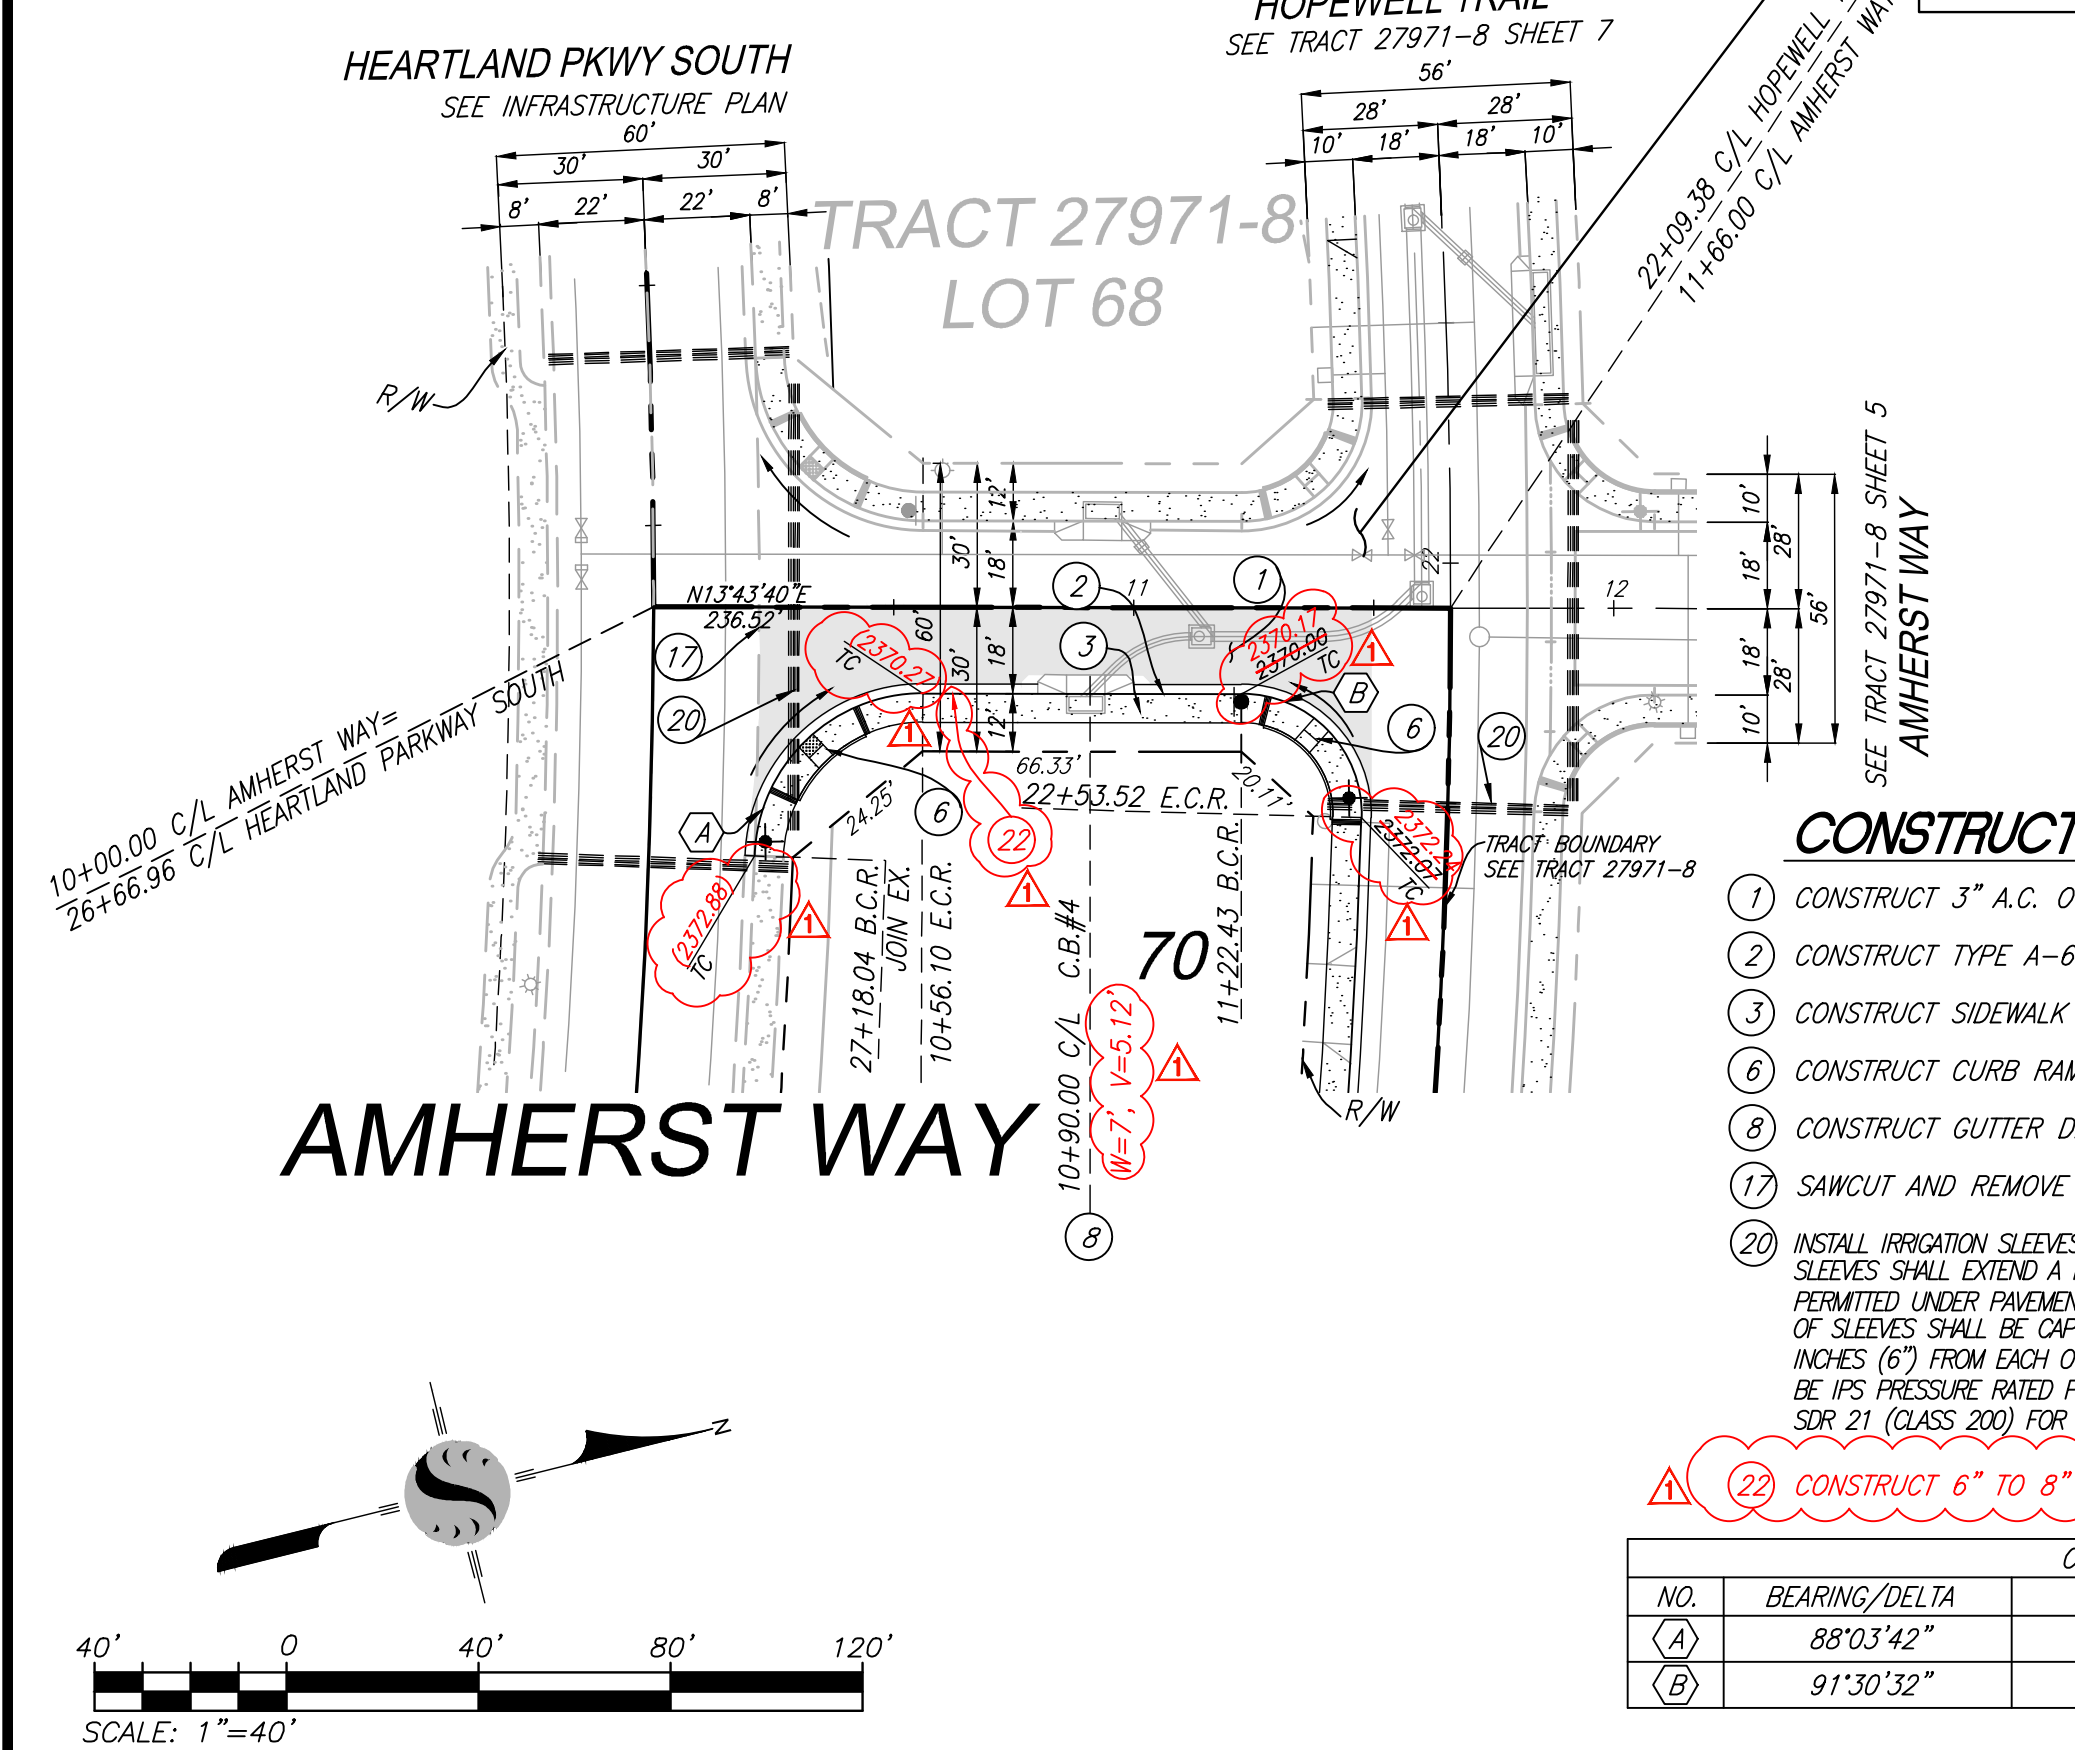 HOPEWELL TRAIL
SEE TRACT 27971-8 SHEET 7
56'
28' 28'
10' 18' 18' 10'
HEARTLAND PKWY SOUTH
SEE INFRASTRUCTURE PLAN
60'
30' 30'
8' 22' 22' 8'
TRACT 27971-8
LOT 68
22+09.38 C/L HOPEWELL
11+66.00 C/L AMHERST WAY
R/W
N13°43'40"E
236.52'
17
20
10+00.00 C/L AMHERST WAY=
26+66.96 C/L HEARTLAND PARKWAY SOUTH
60'
30'
30'
12'
18'
18'
12'
2
11
1
22
12
3
(2370.27)
TC
1
2370.17
2370.00
TC
1
B
6
20
10'
18'
28'
18'
28'
10'
56'
SEE TRACT 27971-8 SHEET 5
AMHERST WAY
66.33'
22+53.52 E.C.R.
24.25'
20.17'
6
22
1
A
(2372.88)
TC
1
2372.24
2372.07
TC
1
TRACT BOUNDARY
SEE TRACT 27971-8
27+18.04 B.C.R.
JOIN EX.
10+56.10 E.C.R.
10+90.00 C/L C.B.#4
W=7', V=5.12'
1
11+22.43 B.C.R.
70
R/W
8
AMHERST WAY
CONSTRUCT
1 CONSTRUCT 3" A.C.
2 CONSTRUCT TYPE A-6
3 CONSTRUCT SIDEWALK
6 CONSTRUCT CURB
8 CONSTRUCT GUTTER
17 SAWCUT AND REMOVE
20 INSTALL IRRIGATION SLEEVES
SLEEVES SHALL EXTEND A
PERMITTED UNDER
OF SLEEVES SHALL BE
INCHES (6") FROM EACH
BE IPS PRESSURE RATED
SDR 21 (CLASS 200) FOR
1 22 CONSTRUCT 6" TO 8"
NO. BEARING/DELTA
A 88°03'42"
B 91°30'32"
N
40' 0 40' 80' 120'
SCALE: 1"=40'